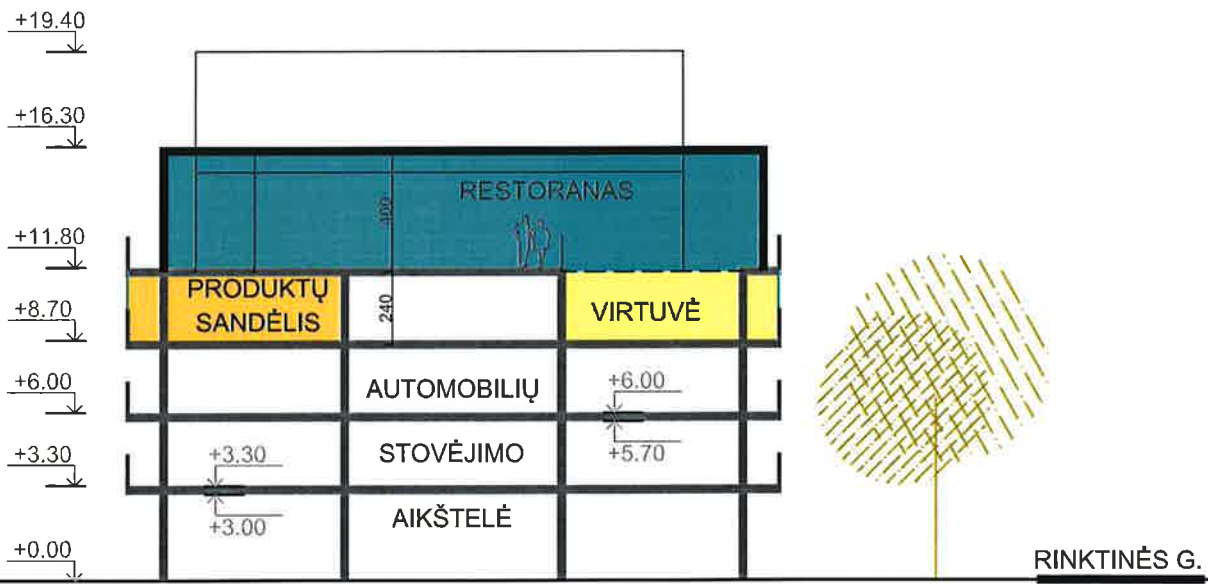 +19.40
+16.30
RESTORANAS
400
+11.80
PRODUKTŲ
SANDĖLIS
240
VIRTUVĖ
+8.70
AUTOMOBILIŲ
+6.00
+6.00
STOVĖJIMO
+5.70
+3.30
+3.30
AIKŠTELĖ
+3.00
+0.00
RINKTINĖS G.